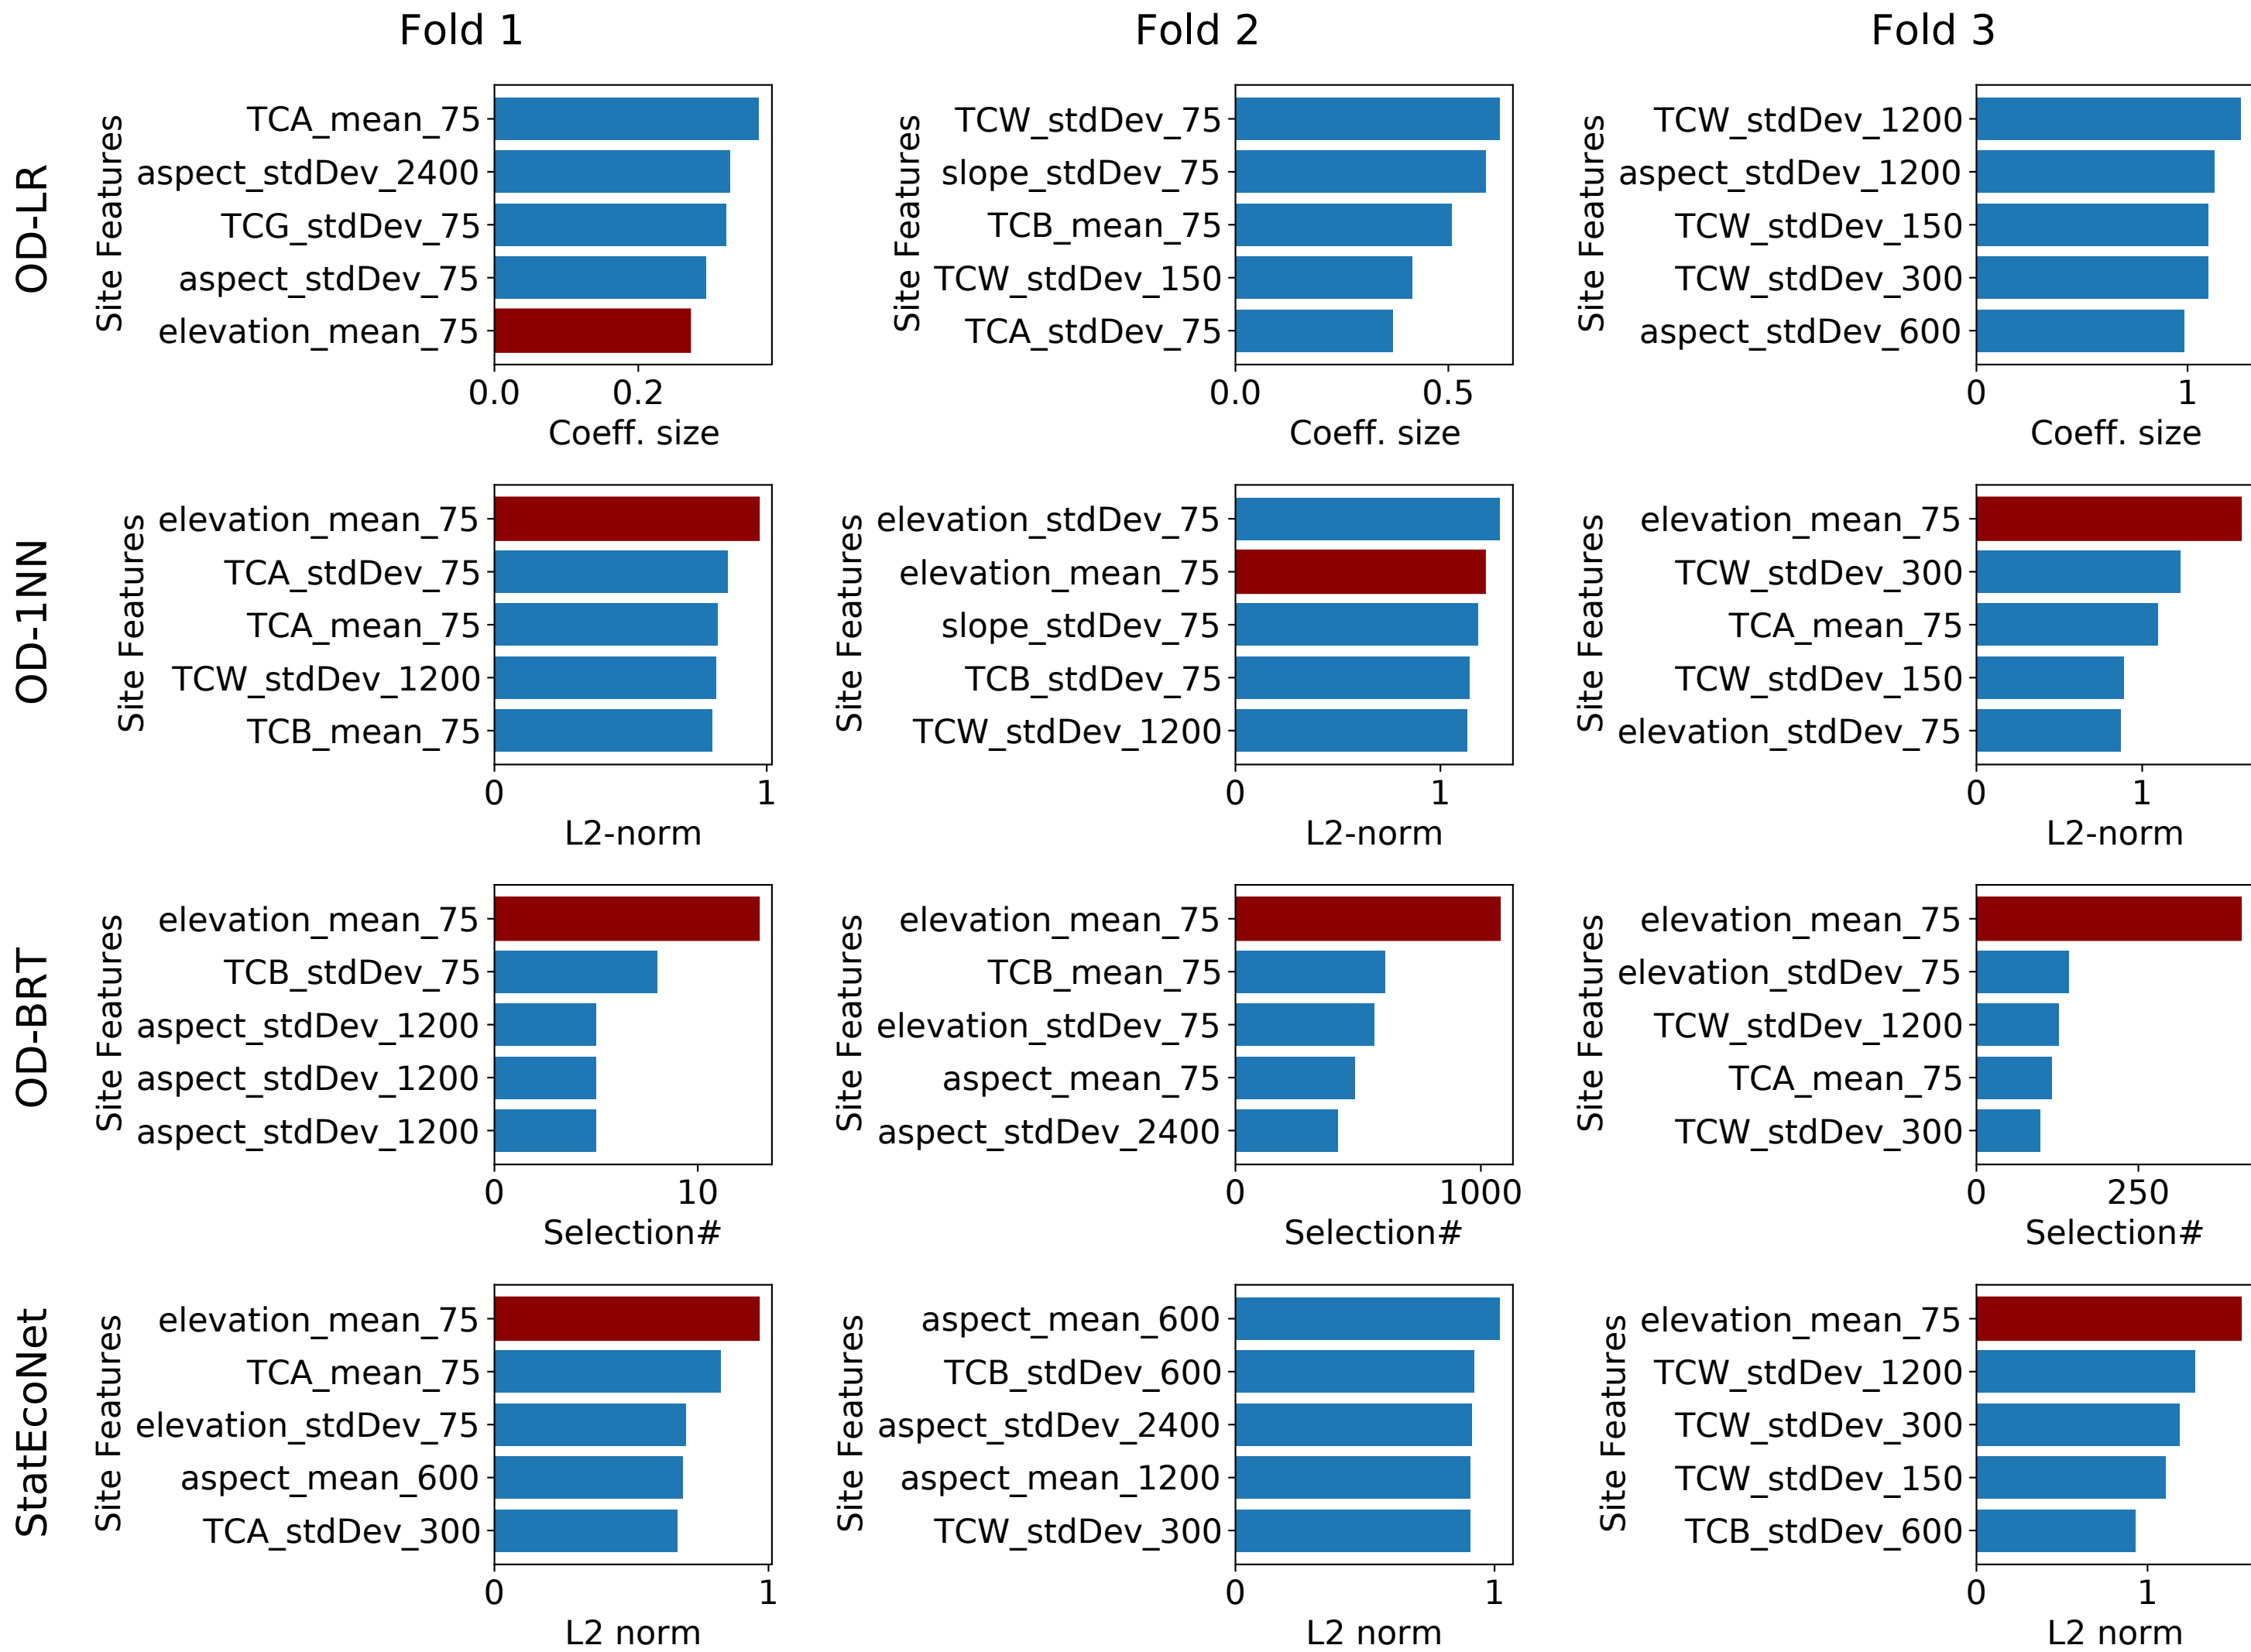 Fold 1
Fold 2
Fold 3
OD-LR
Site Features
TCA_mean_75
aspect_stdDev_2400
TCG_stdDev_75
aspect_stdDev_75
elevation_mean_75
0.0 0.2
Coeff. size
Site Features
TCW_stdDev_75
slope_stdDev_75
TCB_mean_75
TCW_stdDev_150
TCA_stdDev_75
0.0 0.5
Coeff. size
Site Features
TCW_stdDev_1200
aspect_stdDev_1200
TCW_stdDev_150
TCW_stdDev_300
aspect_stdDev_600
0 1
Coeff. size
OD-1NN
Site Features
elevation_mean_75
TCA_stdDev_75
TCA_mean_75
TCW_stdDev_1200
TCB_mean_75
0 1
L2-norm
Site Features
elevation_stdDev_75
elevation_mean_75
slope_stdDev_75
TCB_stdDev_75
TCW_stdDev_1200
0 1
L2-norm
Site Features
elevation_mean_75
TCW_stdDev_300
TCA_mean_75
TCW_stdDev_150
elevation_stdDev_75
0 1
L2-norm
OD-BRT
Site Features
elevation_mean_75
TCB_stdDev_75
aspect_stdDev_1200
aspect_stdDev_1200
aspect_stdDev_1200
0 10
Selection#
Site Features
elevation_mean_75
TCB_mean_75
elevation_stdDev_75
aspect_mean_75
aspect_stdDev_2400
0 1000
Selection#
Site Features
elevation_mean_75
elevation_stdDev_75
TCW_stdDev_1200
TCA_mean_75
TCW_stdDev_300
0 250
Selection#
StatEcoNet
Site Features
elevation_mean_75
TCA_mean_75
elevation_stdDev_75
aspect_mean_600
TCA_stdDev_300
0 1
L2 norm
Site Features
aspect_mean_600
TCB_stdDev_600
aspect_stdDev_2400
aspect_mean_1200
TCW_stdDev_300
0 1
L2 norm
Site Features
elevation_mean_75
TCW_stdDev_1200
TCW_stdDev_300
TCW_stdDev_150
TCB_stdDev_600
0 1
L2 norm